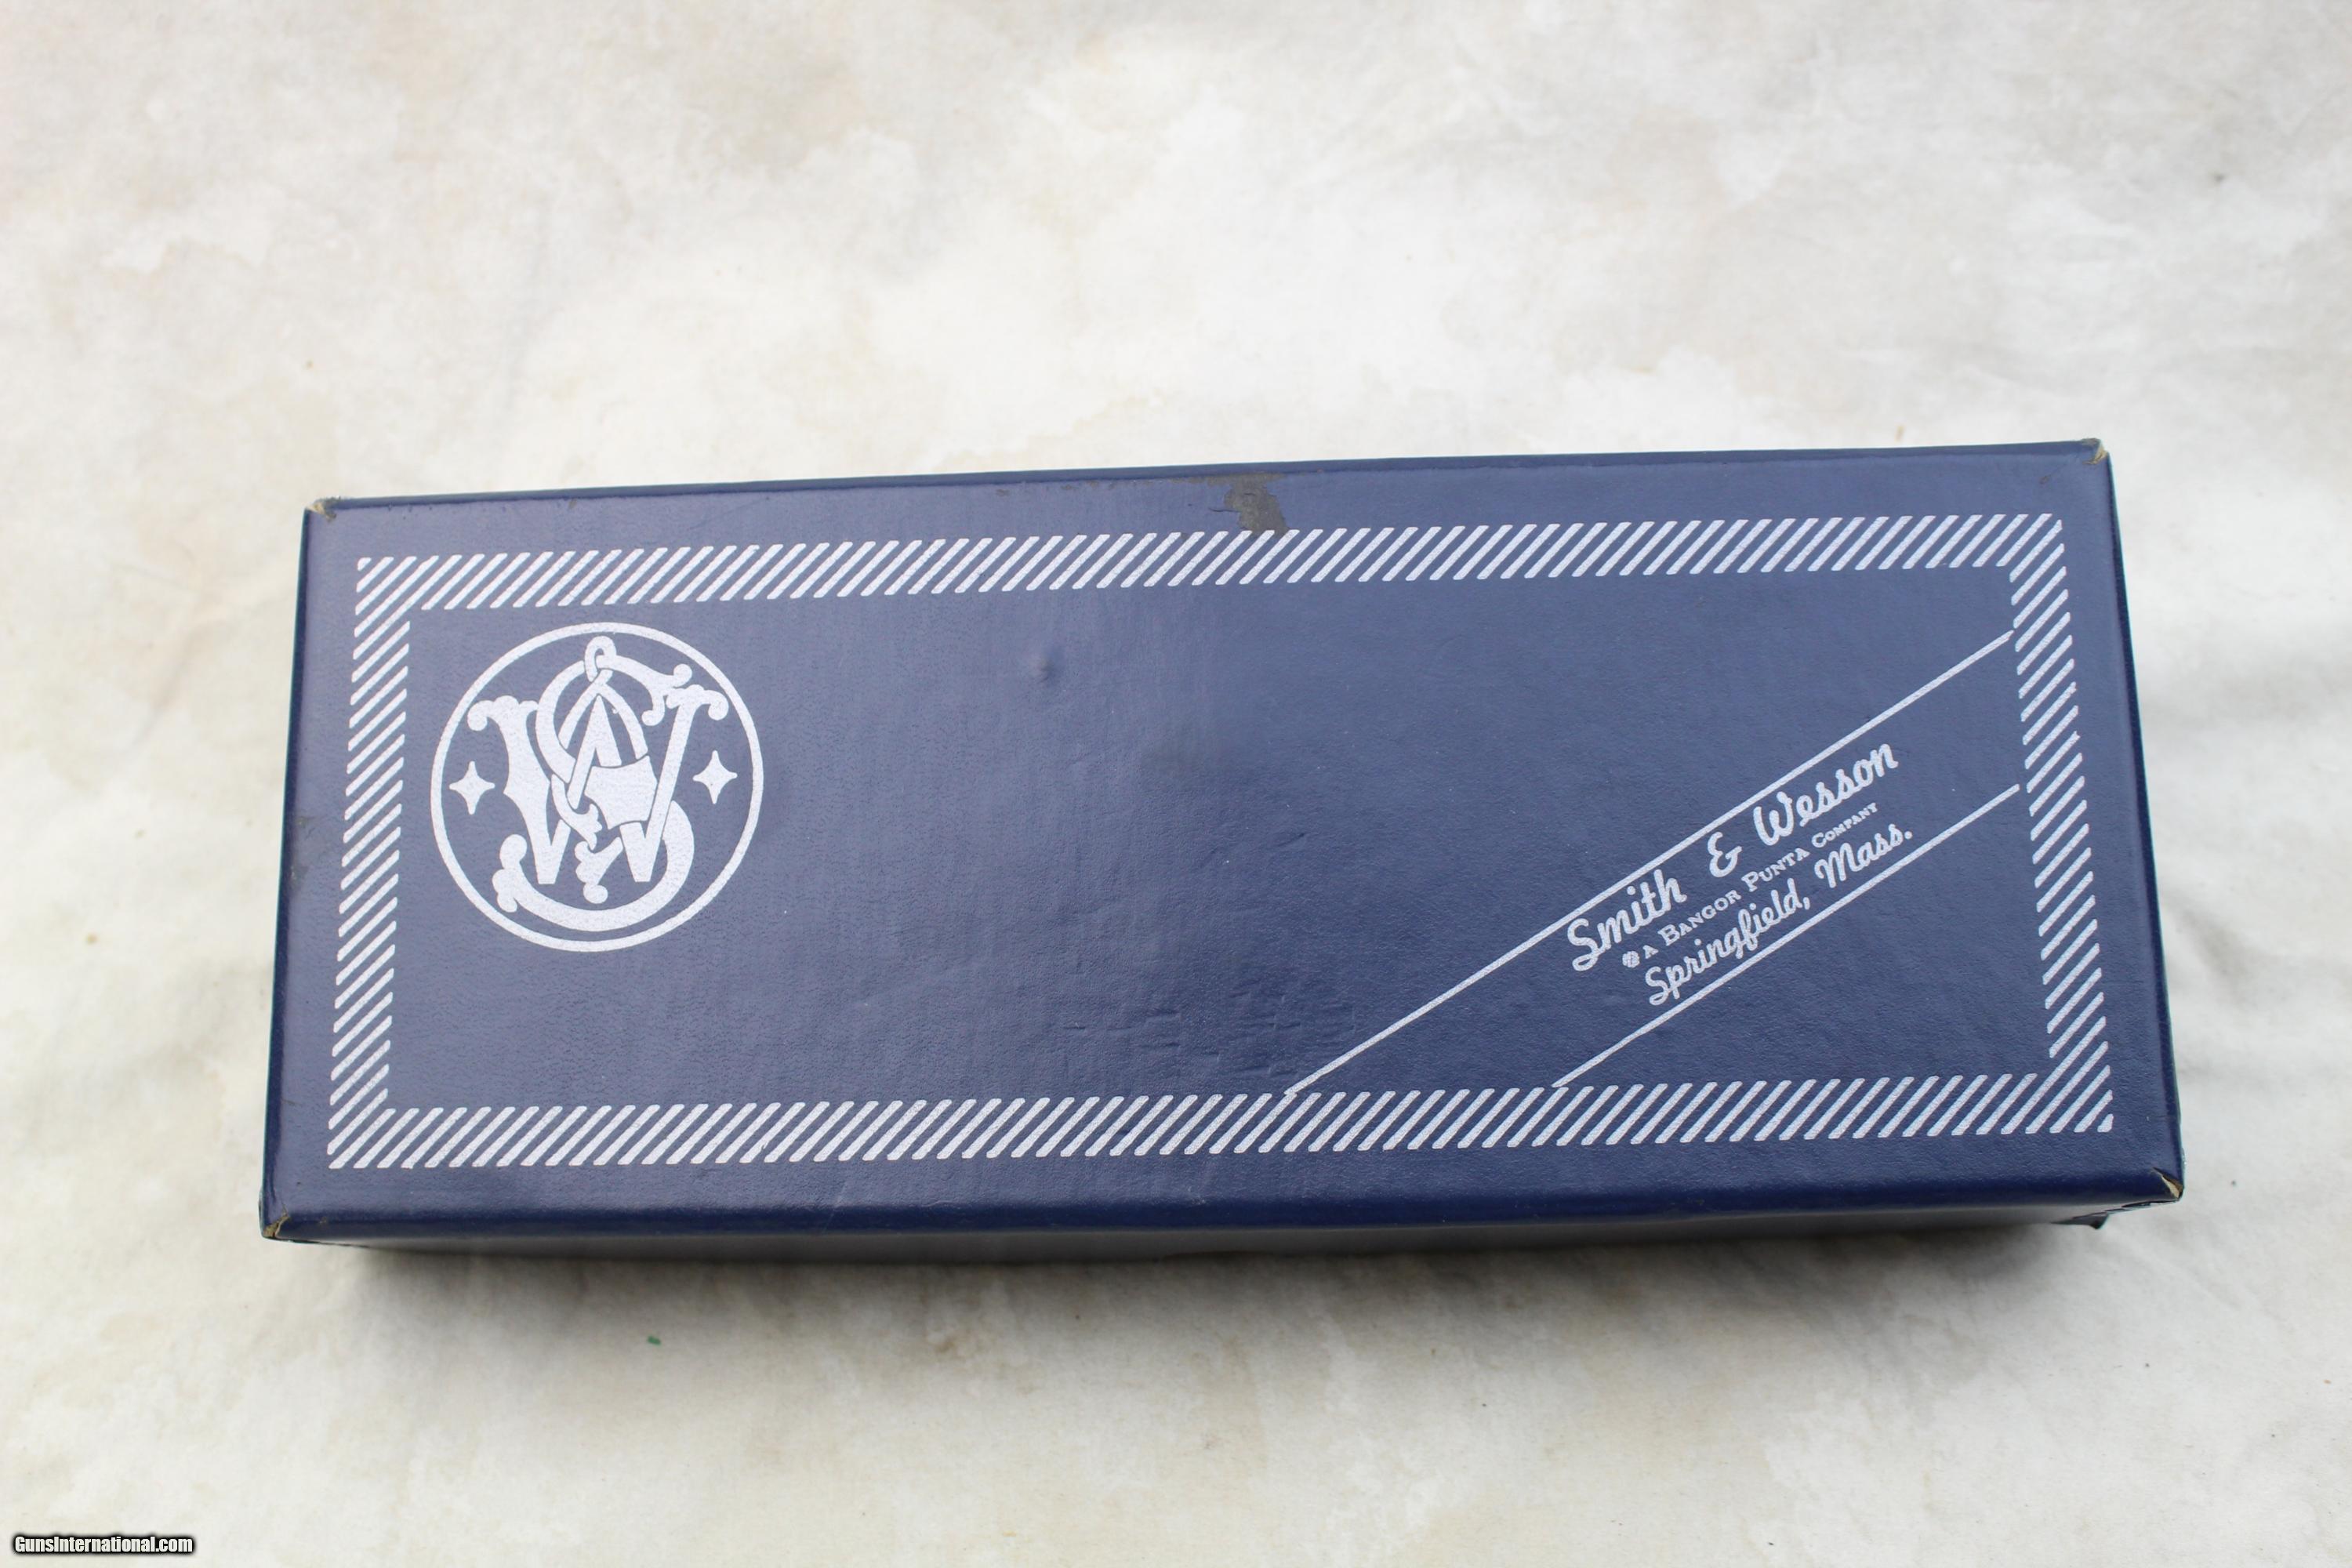 Smith & Wesson
A BANGOR PUNTA COMPANY
Springfield, Mass.
GunsInternational.com